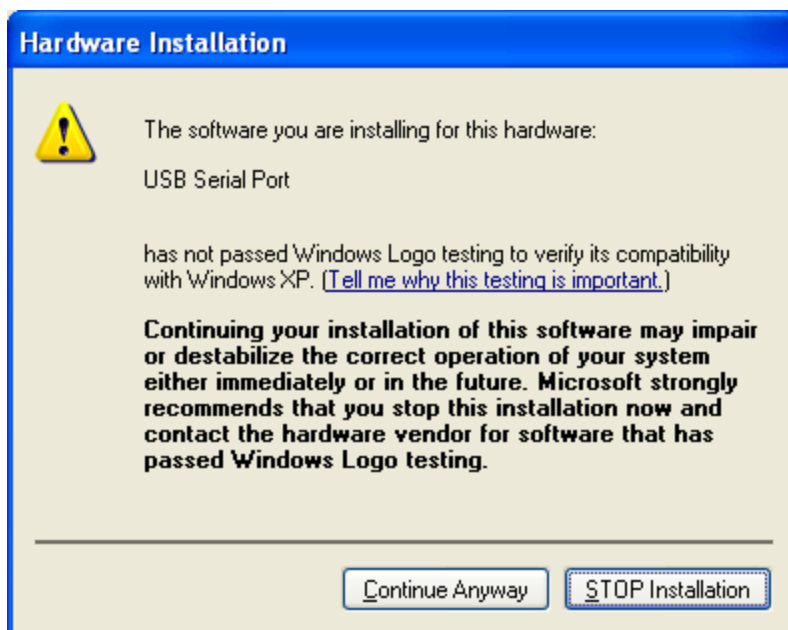 Hardware Installation
The software you are installing for this hardware:
USB Serial Port
has not passed Windows Logo testing to verify its compatibility
with Windows XP. (Tell me why this testing is important.)
Continuing your installation of this software may impair
or destabilize the correct operation of your system
either immediately or in the future. Microsoft strongly
recommends that you stop this installation now and
contact the hardware vendor for software that has
passed Windows Logo testing.
Continue Anyway STOP Installation